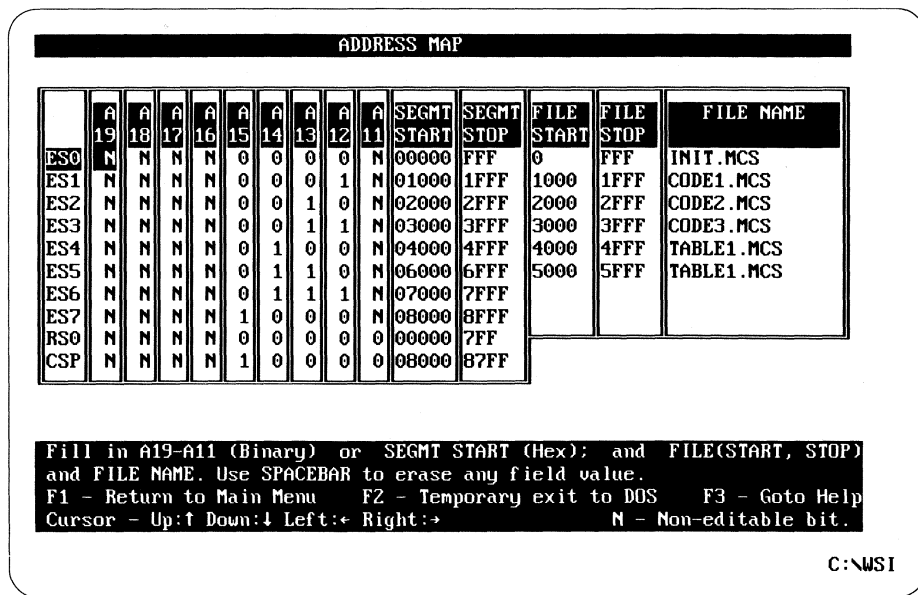 ADDRESS MAP
A 19 A 18 A 17 A 16 A 15 A 14 A 13 A 12 A 11 SEGMT START SEGMT STOP FILE START FILE STOP FILE NAME
ES0 N N N N 0 0 0 0 N 00000 FFF 0 FFF INIT.MCS
ES1 N N N N 0 0 0 1 N 01000 1FFF 1000 1FFF CODE1.MCS
ES2 N N N N 0 0 1 0 N 02000 2FFF 2000 2FFF CODE2.MCS
ES3 N N N N 0 0 1 1 N 03000 3FFF 3000 3FFF CODE3.MCS
ES4 N N N N 0 1 0 0 N 04000 4FFF 4000 4FFF TABLE1.MCS
ES5 N N N N 0 1 1 0 N 06000 6FFF 5000 5FFF TABLE1.MCS
ES6 N N N N 0 1 1 1 N 07000 7FFF
ES7 N N N N 1 0 0 0 N 08000 8FFF
RS0 N N N N 0 0 0 0 0 00000 7FF
CSP N N N N 1 0 0 0 0 08000 87FF
Fill in A19-A11 (Binary) or SEGMT START (Hex); and FILE(START, STOP)
and FILE NAME. Use SPACEBAR to erase any field value.
F1 - Return to Main Menu F2 - Temporary exit to DOS F3 - Goto Help
Cursor - Up:↑ Down:↓ Left:← Right:→ N - Non-editable bit.
C:\WSI